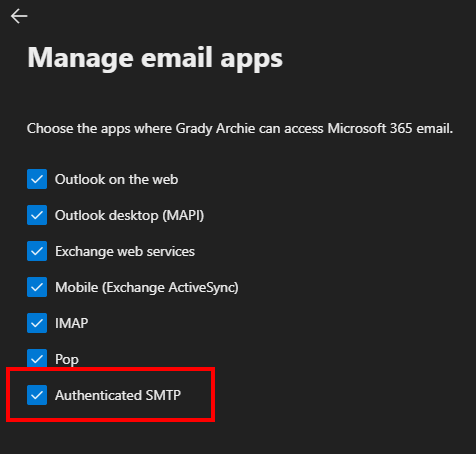 Manage email apps
Choose the apps where Grady Archie can access Microsoft 365 email.
Outlook on the web
Outlook desktop (MAPI)
Exchange web services
Mobile (Exchange ActiveSync)
IMAP
Pop
Authenticated SMTP